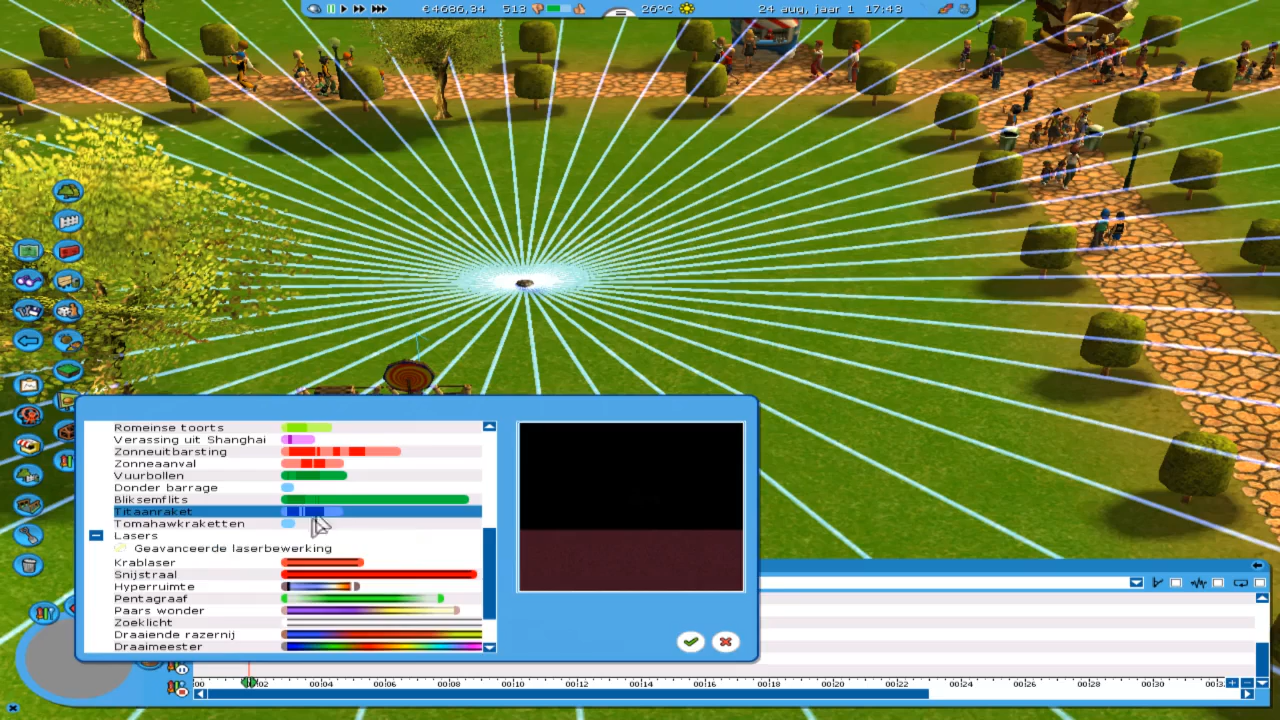 €4686,34 513 26°C 24 aug, jaar 1 17:43
Romeinse toorts
Verassing uit Shanghai
Zonneuitbarsting
Zonneaanval
Vuurbollen
Donder barrage
Bliksemflits
Titaanraket
Tomahawkraketten
Lasers
Geavanceerde laserbewerking
Krablaser
Snijstraal
Hyperruimte
Pentagraaf
Paars wonder
Zoeklicht
Draaiende razernij
Draaimeester
:00 :02 00:04 00:06 00:08 00:10 00:12 00:14 00:16 00:18 00:20 00:22 00:24 00:26 00:28 00:30 00:3